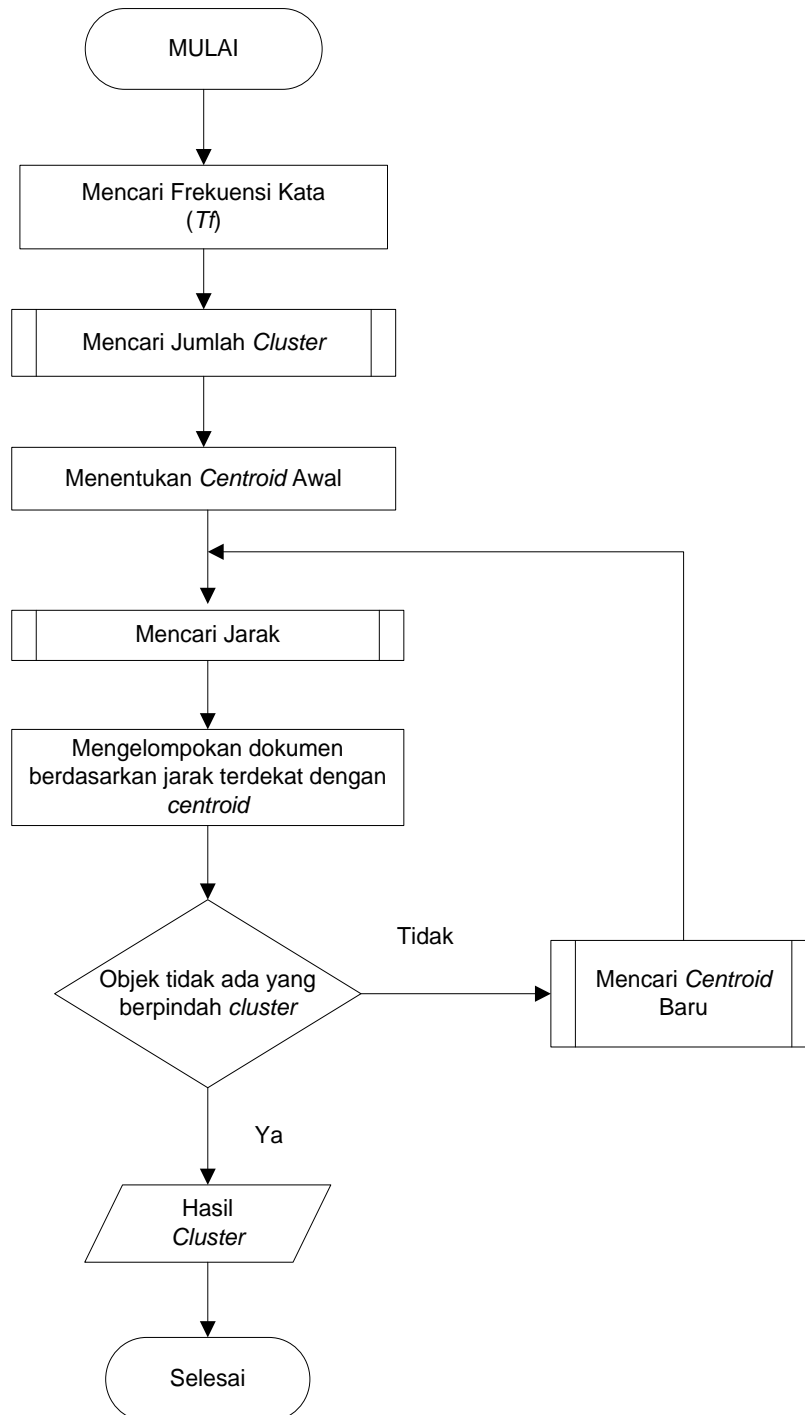 MULAI
Mencari Frekuensi Kata
(Tf)
Mencari Jumlah Cluster
Menentukan Centroid Awal
Mencari Jarak
Mengelompokan dokumen
berdasarkan jarak terdekat dengan
centroid
Objek tidak ada yang
berpindah cluster
Tidak
Mencari Centroid
Baru
Ya
Hasil
Cluster
Selesai